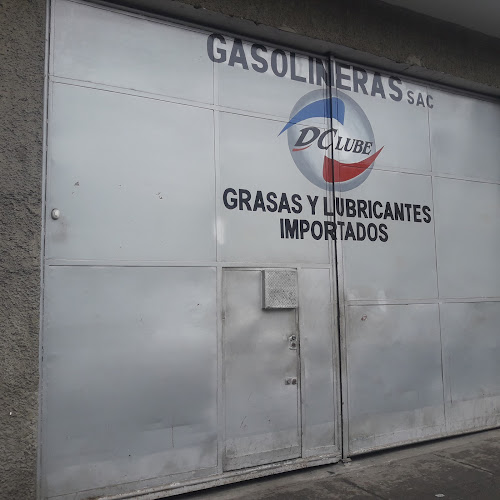 GASOLINERAS SAC
DC LUBE
GRASAS Y LUBRICANTES
IMPORTADOS